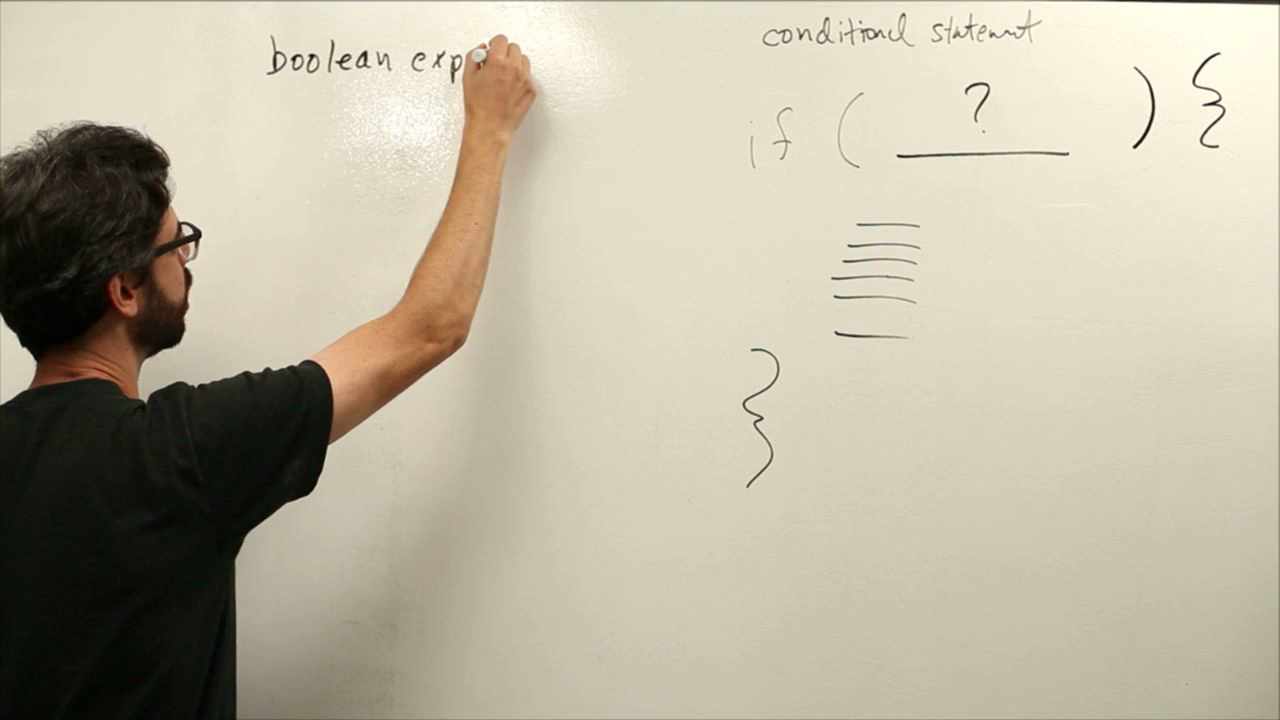 boolean exp
conditional statement
if ( ? ) {
}